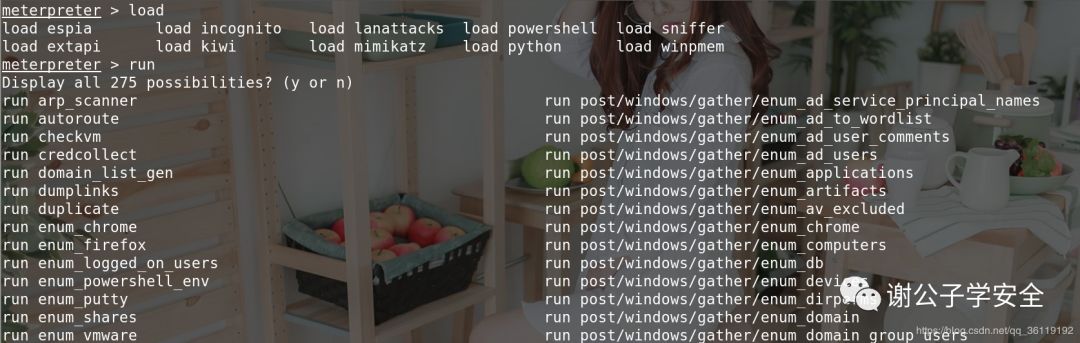 meterpreter > load
load espia load incognito load lanattacks load powershell load sniffer
load extapi load kiwi load mimikatz load python load winpmem
meterpreter > run
Display all 275 possibilities? (y or n)
run arp_scanner run post/windows/gather/enum_ad_service_principal_names
run autoroute run post/windows/gather/enum_ad_to_wordlist
run checkvm run post/windows/gather/enum_ad_user_comments
run credcollect run post/windows/gather/enum_ad_users
run domain_list_gen run post/windows/gather/enum_applications
run dumplinks run post/windows/gather/enum_artifacts
run duplicate run post/windows/gather/enum_av_excluded
run enum_chrome run post/windows/gather/enum_chrome
run enum_firefox run post/windows/gather/enum_computers
run enum_logged_on_users run post/windows/gather/enum_db
run enum_powershell_env run post/windows/gather/
run enum_putty run post/windows/gather/
run enum_shares run post/windows/gather/enum_domain
run enum_vmware run post/windows/gather/enum_domain_group_users
谢公子学安全
https://blog.csdn.net/qq_36119192